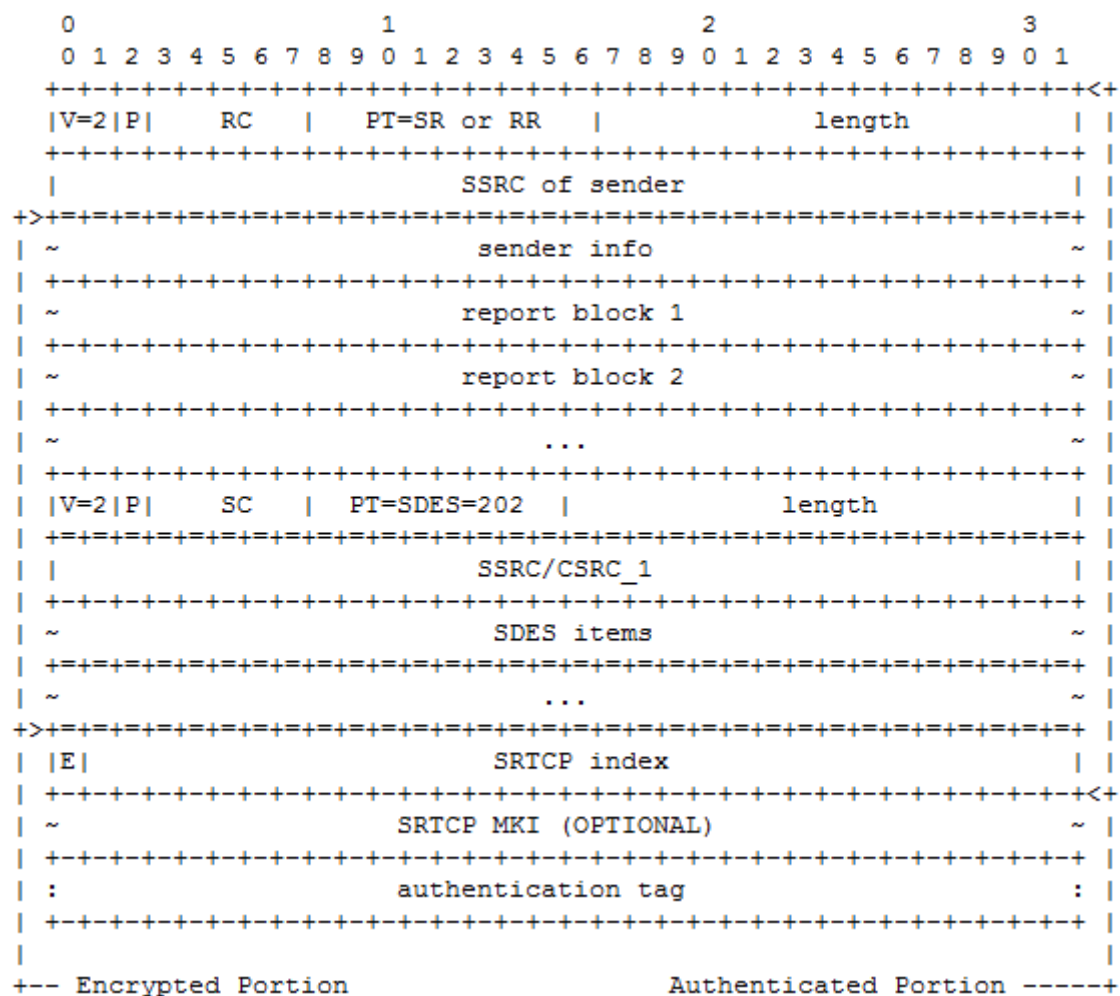 0                   1                   2                   3
0 1 2 3 4 5 6 7 8 9 0 1 2 3 4 5 6 7 8 9 0 1 2 3 4 5 6 7 8 9 0 1
+-+-+-+-+-+-+-+-+-+-+-+-+-+-+-+-+-+-+-+-+-+-+-+-+-+-+-+-+-+-+-+-+<+
|V=2|P|    RC   |   PT=SR or RR   |             length          | |
+-+-+-+-+-+-+-+-+-+-+-+-+-+-+-+-+-+-+-+-+-+-+-+-+-+-+-+-+-+-+-+-+ |
|                         SSRC of sender                        | |
+>+=+=+=+=+=+=+=+=+=+=+=+=+=+=+=+=+=+=+=+=+=+=+=+=+=+=+=+=+=+=+=+=+ |
| ~                          sender info                          ~ |
| +-+-+-+-+-+-+-+-+-+-+-+-+-+-+-+-+-+-+-+-+-+-+-+-+-+-+-+-+-+-+-+-+ |
| ~                         report block 1                        ~ |
| +-+-+-+-+-+-+-+-+-+-+-+-+-+-+-+-+-+-+-+-+-+-+-+-+-+-+-+-+-+-+-+-+ |
| ~                         report block 2                        ~ |
| +-+-+-+-+-+-+-+-+-+-+-+-+-+-+-+-+-+-+-+-+-+-+-+-+-+-+-+-+-+-+-+-+ |
| ~                              ...                              ~ |
| +-+-+-+-+-+-+-+-+-+-+-+-+-+-+-+-+-+-+-+-+-+-+-+-+-+-+-+-+-+-+-+-+ |
| |V=2|P|    SC   |  PT=SDES=202  |             length            | |
| +=+=+=+=+=+=+=+=+=+=+=+=+=+=+=+=+=+=+=+=+=+=+=+=+=+=+=+=+=+=+=+=+ |
| |                          SSRC/CSRC_1                          | |
| +-+-+-+-+-+-+-+-+-+-+-+-+-+-+-+-+-+-+-+-+-+-+-+-+-+-+-+-+-+-+-+-+ |
| ~                           SDES items                          ~ |
| +=+=+=+=+=+=+=+=+=+=+=+=+=+=+=+=+=+=+=+=+=+=+=+=+=+=+=+=+=+=+=+=+ |
| ~                              ...                              ~ |
+>+=+=+=+=+=+=+=+=+=+=+=+=+=+=+=+=+=+=+=+=+=+=+=+=+=+=+=+=+=+=+=+=+ |
| |E|                         SRTCP index                         | |
| +-+-+-+-+-+-+-+-+-+-+-+-+-+-+-+-+-+-+-+-+-+-+-+-+-+-+-+-+-+-+-+-+<+
| ~                     SRTCP MKI (OPTIONAL)                      ~ |
| +-+-+-+-+-+-+-+-+-+-+-+-+-+-+-+-+-+-+-+-+-+-+-+-+-+-+-+-+-+-+-+-+ |
| :                     authentication tag                        : |
| +-+-+-+-+-+-+-+-+-+-+-+-+-+-+-+-+-+-+-+-+-+-+-+-+-+-+-+-+-+-+-+-+ |
|                                                                   |
+-- Encrypted Portion                    Authenticated Portion -----+